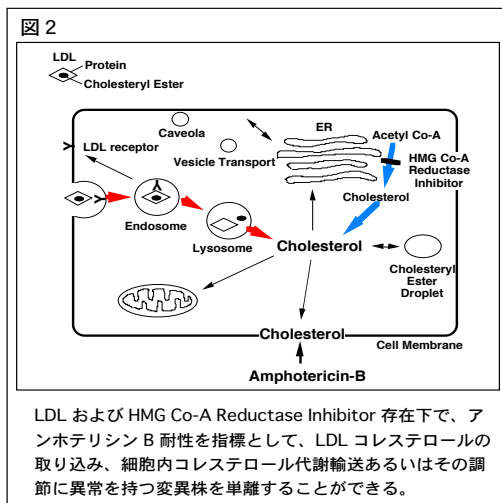 図 2
LDL
Protein
Cholesteryl Ester
Caveola
ER
Acetyl Co-A
LDL receptor
Vesicle Transport
HMG Co-A
Reductase
Inhibitor
Cholesterol
Endosome
Lysosome
Cholesterol
Cholesteryl
Ester
Droplet
Cholesterol
Cell Membrane
Amphotericin-B
LDL および HMG Co-A Reductase Inhibitor 存在下で、ア
ンホテリシン B 耐性を指標として、LDL コレステロールの
取り込み、細胞内コレステロール代謝輸送あるいはその調
節に異常を持つ変異株を単離することができる。